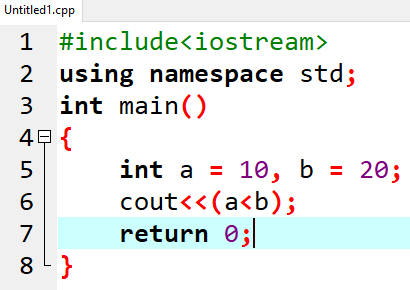 Untitled1.cpp
1 #include<iostream>
2 using namespace std;
3 int main()
4 {
5 int a = 10, b = 20;
6 cout<<(a<b);
7 return 0;
8 }